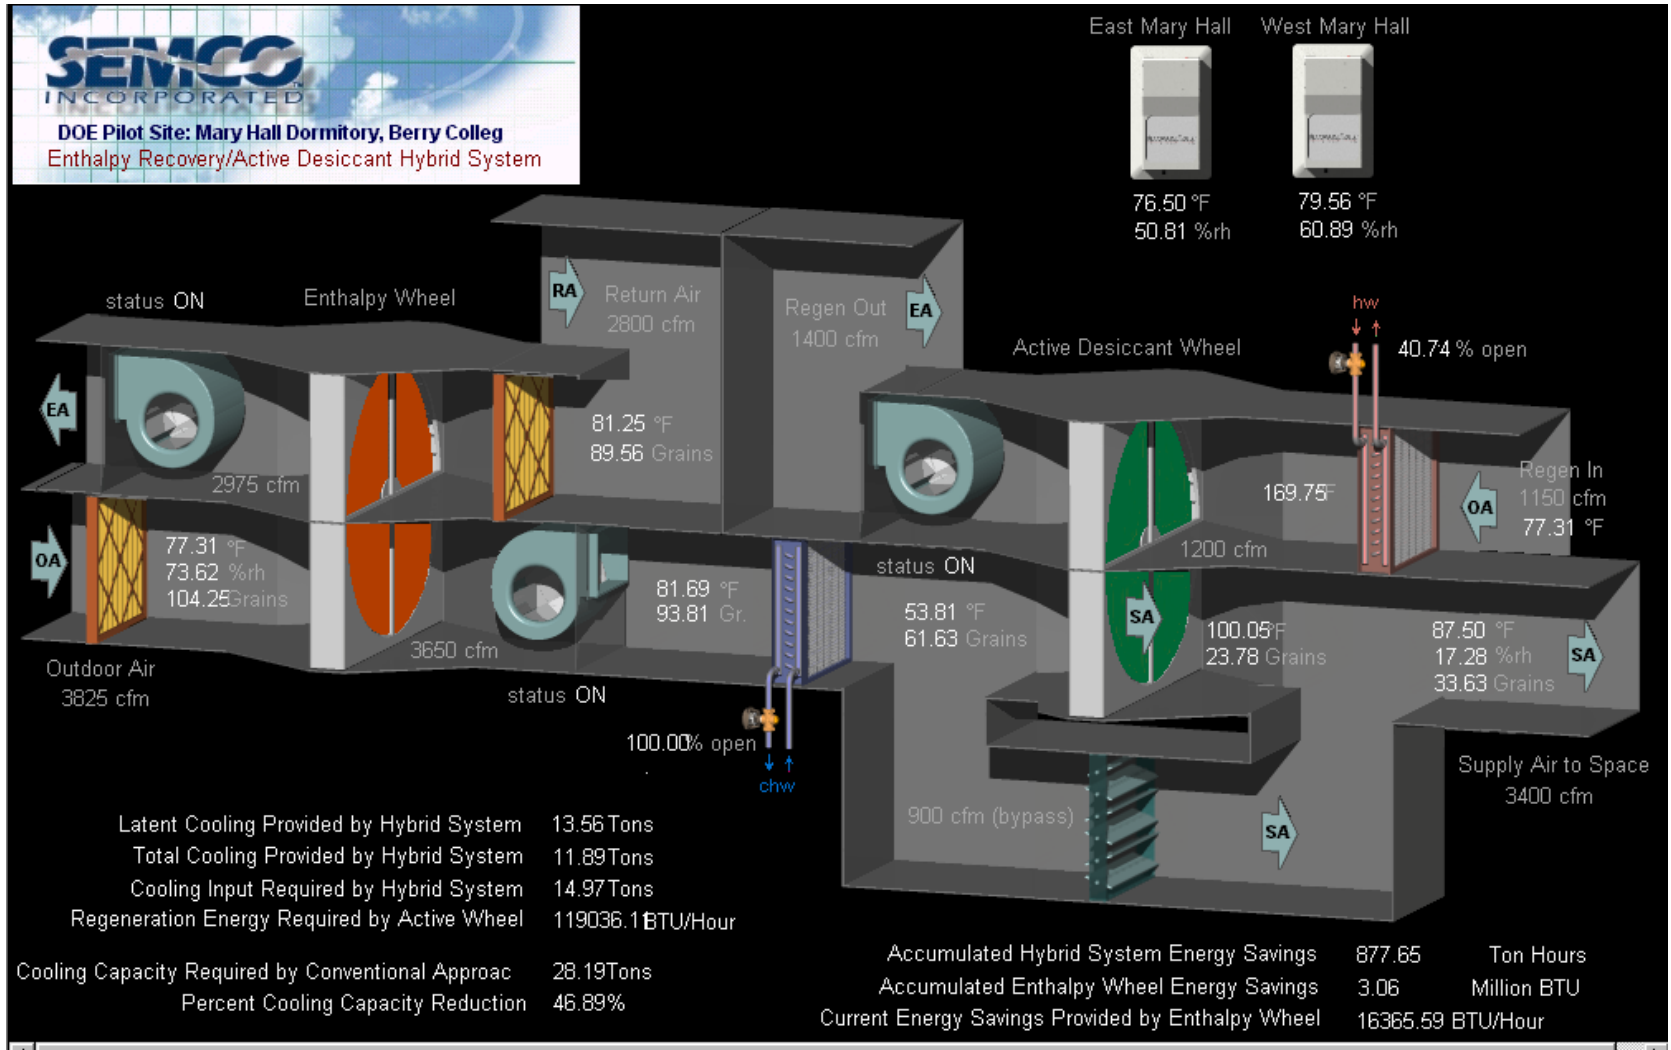 SEMCO
INCORPORATED
DOE Pilot Site: Mary Hall Dormitory, Berry Colleg
Enthalpy Recovery/Active Desiccant Hybrid System
East Mary Hall
West Mary Hall
76.50 °F
50.81 %rh
79.56 °F
60.89 %rh
status ON
Enthalpy Wheel
RA
Return Air
2800 cfm
Regen Out
1400 cfm
EA
Active Desiccant Wheel
hw
40.74 % open
EA
81.25 °F
89.56 Grains
2975 cfm
169.75F
Regen In
1150 cfm
77.31 °F
OA
OA
77.31 °F
73.62 %rh
104.25Grains
1200 cfm
status ON
81.69 °F
93.81 Gr.
53.81 °F
61.63 Grains
SA
100.05°F
23.78 Grains
87.50 °F
17.28 %rh
33.63 Grains
SA
3650 cfm
Outdoor Air
3825 cfm
status ON
100.00% open
chw
Supply Air to Space
3400 cfm
900 cfm (bypass)
SA
Latent Cooling Provided by Hybrid System 13.56 Tons
Total Cooling Provided by Hybrid System 11.89Tons
Cooling Input Required by Hybrid System 14.97Tons
Regeneration Energy Required by Active Wheel 119036.11BTU/Hour
Cooling Capacity Required by Conventional Approac 28.19Tons
Percent Cooling Capacity Reduction 46.89%
Accumulated Hybrid System Energy Savings 877.65 Ton Hours
Accumulated Enthalpy Wheel Energy Savings 3.06 Million BTU
Current Energy Savings Provided by Enthalpy Wheel 16365.59 BTU/Hour